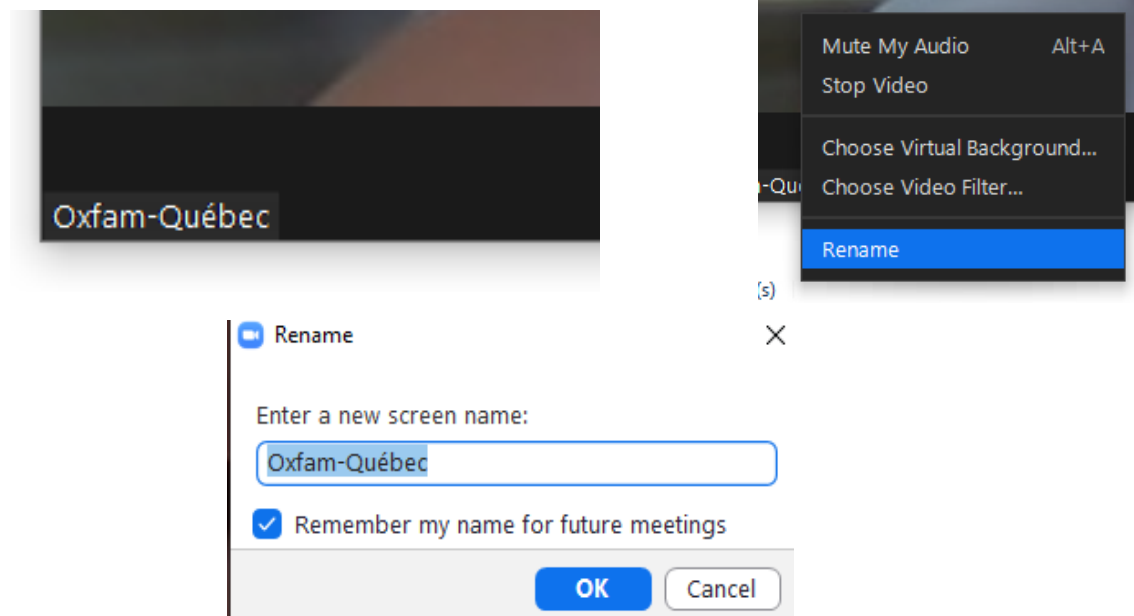 Oxfam-Québec
Mute My Audio Alt+A
Stop Video
Choose Virtual Background...
Choose Video Filter...
Rename
(s)
Rename
Enter a new screen name:
Oxfam-Québec
Remember my name for future meetings
OK Cancel